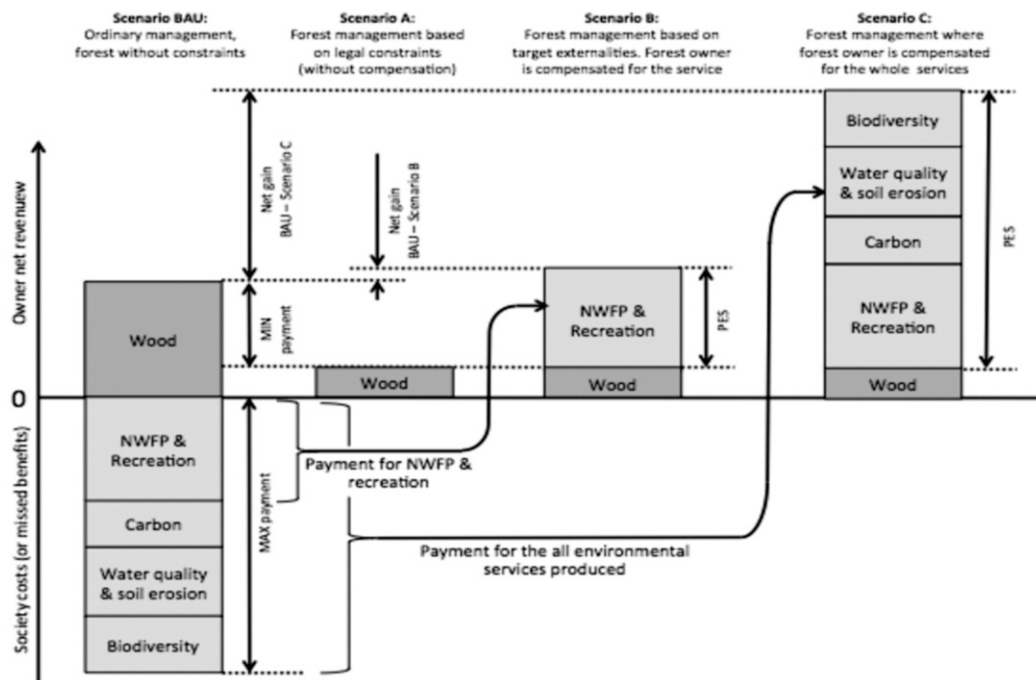 Scenario BAU:
Ordinary management,
forest without constraints
Scenario A:
Forest management based
on legal constraints
(without compensation)
Scenario B:
Forest management based on
target externalities. Forest owner
is compensated for the service
Scenario C:
Forest management where
forest owner is compensated
for the whole services
Owner net revenuew
Society costs (or missed benefits)
0
Wood
NWFP &
Recreation
Carbon
Water quality
& soil erosion
Biodiversity
Net gain
BAU – Scenario C
MIN
payment
MAX payment
Net gain
BAU – Scenario B
Wood
Payment for NWFP &
recreation
Payment for the all environmental
services produced
NWFP &
Recreation
Wood
PES
Biodiversity
Water quality
& soil erosion
Carbon
NWFP &
Recreation
Wood
PES